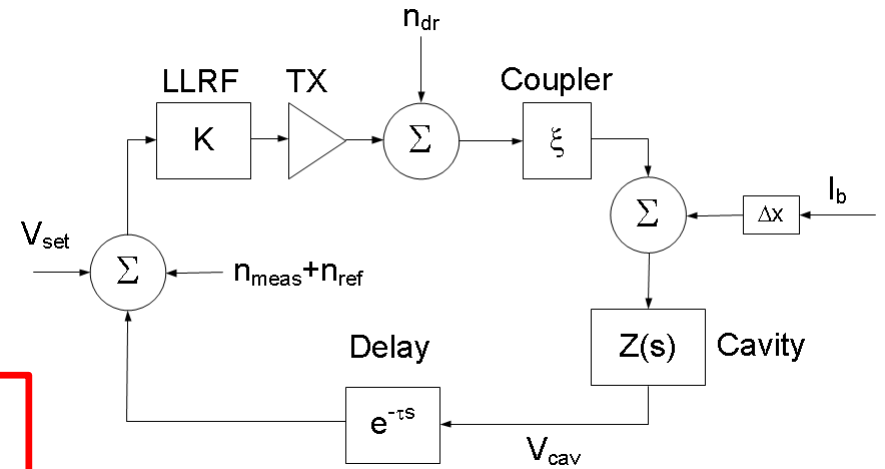 n_dr
LLRF TX
Coupler
K
Σ
ξ
Σ
Δx
I_b
V_set
Σ
n_meas+n_ref
Delay
Z(s)
Cavity
e^-τs
V_cav